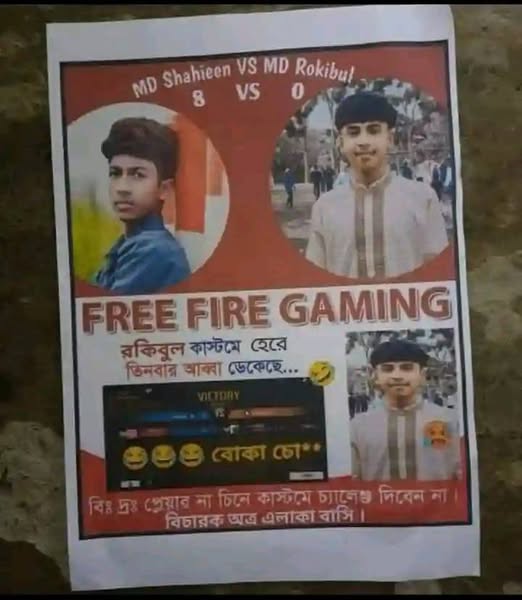 MD Shahieen VS MD Rokibul
8 VS 0
FREE FIRE GAMING
রকিবুল কাস্টমে হেরে
তিনবার আব্বা ডেকেছে...
VICTORY
VS
বোকা চো**
বিঃ দ্রঃ প্লেয়ার না চিনে কাস্টমে চ্যালেঞ্জ দিবেন না।
বিচারক অত্র এলাকা বাসি।